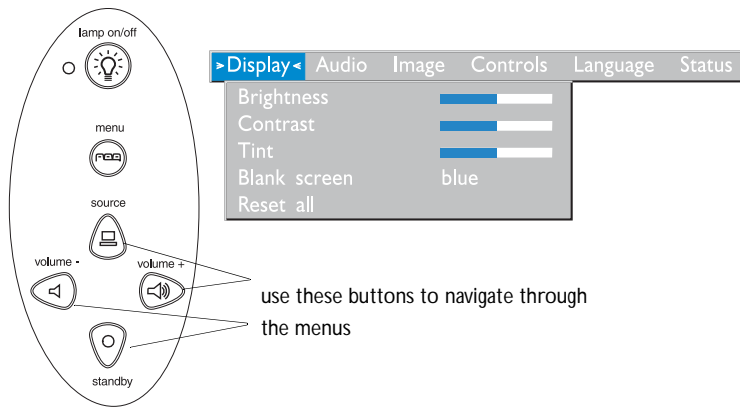 lamp on/off
menu
source
volume -
volume +
standby
>Display< Audio Image Controls Language Status
Brightness
Contrast
Tint
Blank screen blue
Reset all
use these buttons to navigate through
the menus